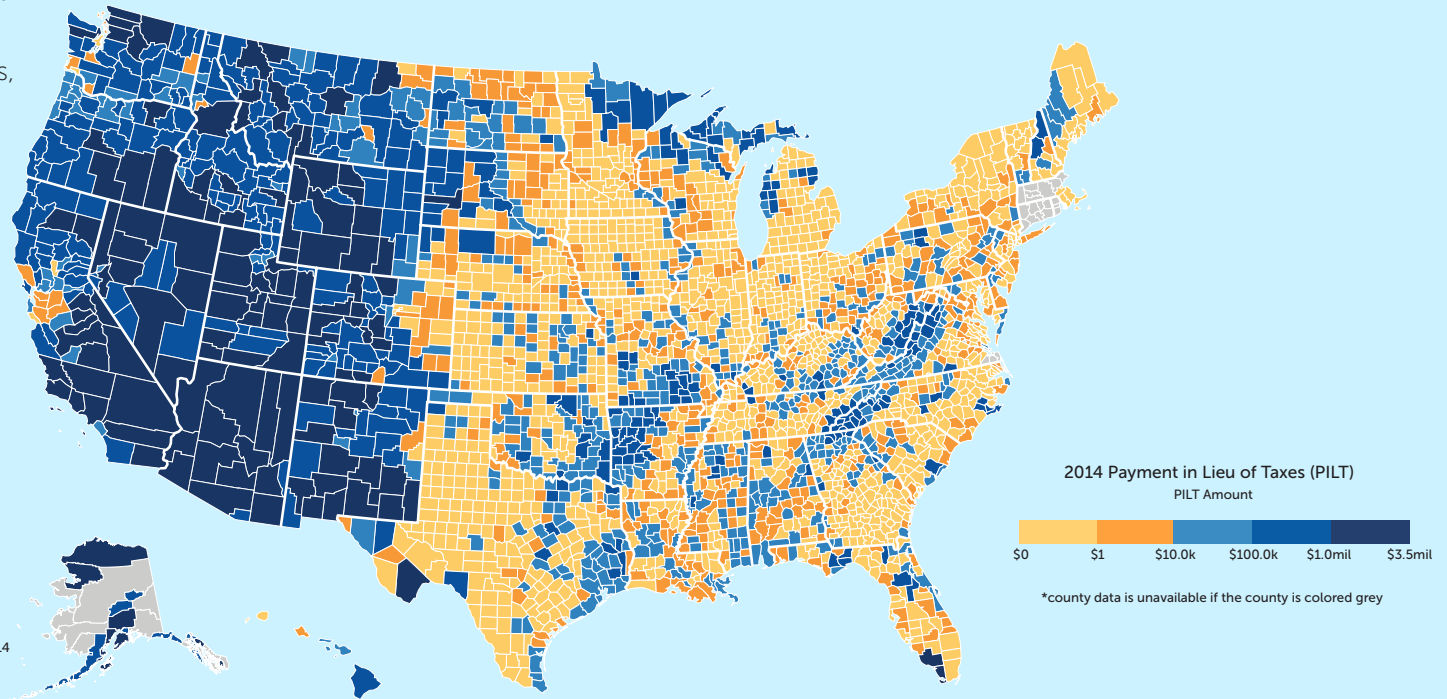 S,
2014 Payment in Lieu of Taxes (PILT)
PILT Amount
$0 $1 $10.0k $100.0k $1.0mil $3.5mil
*county data is unavailable if the county is colored grey